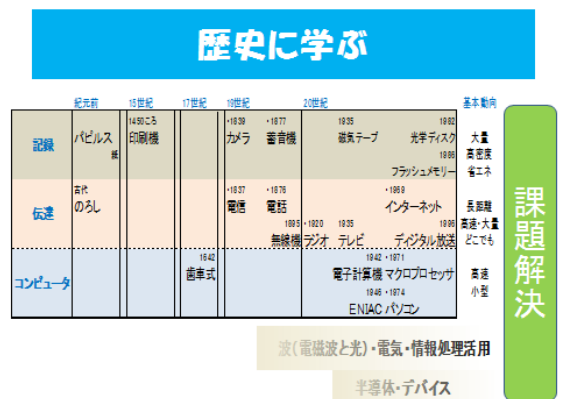 歴史に学ぶ
紀元前 15世紀 17世紀 19世紀 20世紀 基本動向
1450ころ ・1839 ・1877 1935 1982
記録 パピルス 印刷機 カメラ 蓄音機 磁気テープ 光学ディスク 大量
紙 1986 高密度
フラッシュメモリー 省エネ
古代 ・1837 ・1876 ・1969
伝達 のろし 電信 電話 インターネット 長距離
1895 ・1920 1935 1996 高速・大量
無線機 ラジオ テレビ ディジタル放送 どこでも
1642 1942 ・1971
コンピュータ 歯車式 電子計算機 マクロプロセッサ 高速
1946 ・1974 小型
ENIAC パソコン
課題解決
波(電磁波と光)・電気・情報処理活用
半導体・デバイス